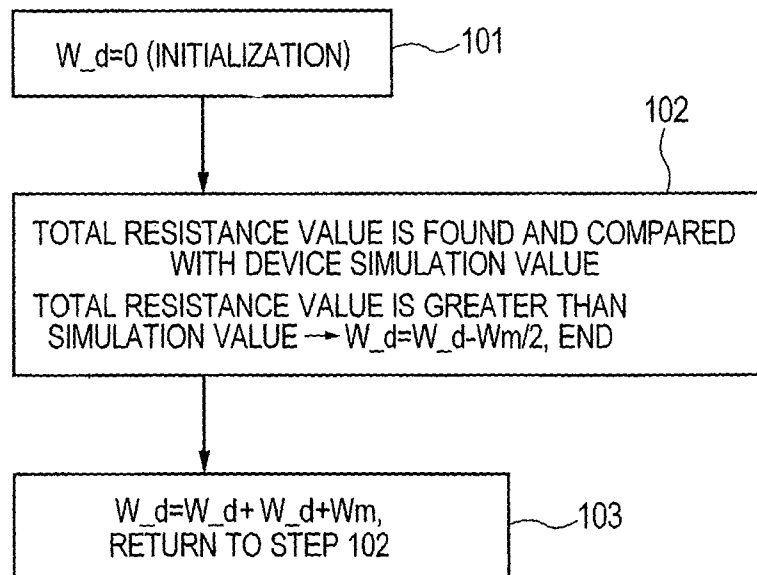 W_d=0 (INITIALIZATION)
101
102
TOTAL RESISTANCE VALUE IS FOUND AND COMPARED
WITH DEVICE SIMULATION VALUE
TOTAL RESISTANCE VALUE IS GREATER THAN
SIMULATION VALUE → W_d=W_d-Wm/2, END
W_d=W_d+ W_d+Wm,
RETURN TO STEP 102
103